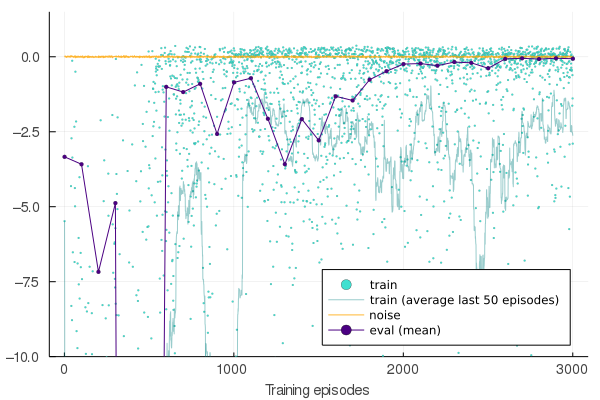 0.0
−2.5
−5.0
−7.5
−10.0
train
train (average last 50 episodes)
noise
eval (mean)
0 1000 2000 3000
Training episodes